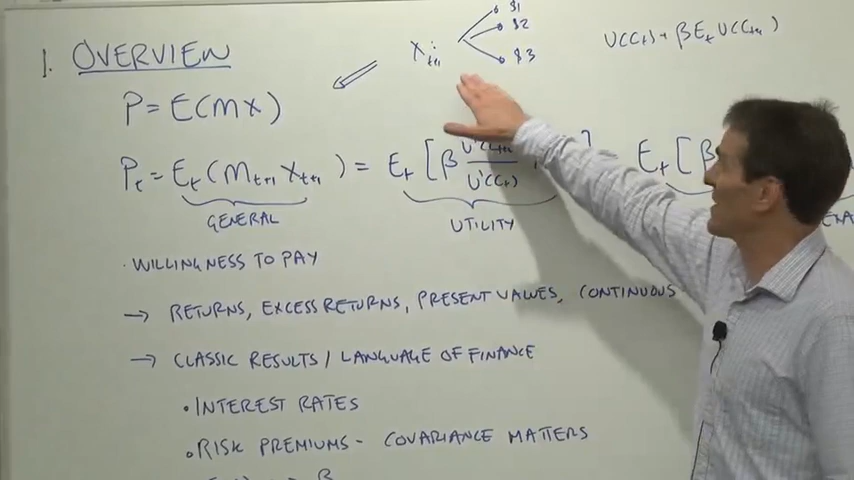 $1
$2
X_{t+1} :
$3
U(C_t) + βE_t U(C_{t+1})
1. OVERVIEW
P = E(MX)
P_t = E_t(M_{t+1} X_{t+1}) = E_t [β U'(C_{t+1}) / U'(C_t) ] E_t [β
GENERAL
UTILITY
· WILLINGNESS TO PAY
→ RETURNS, EXCESS RETURNS, PRESENT VALUES, CONTINUOUS
→ CLASSIC RESULTS / LANGUAGE OF FINANCE
• INTEREST RATES
• RISK PREMIUMS - COVARIANCE MATTERS